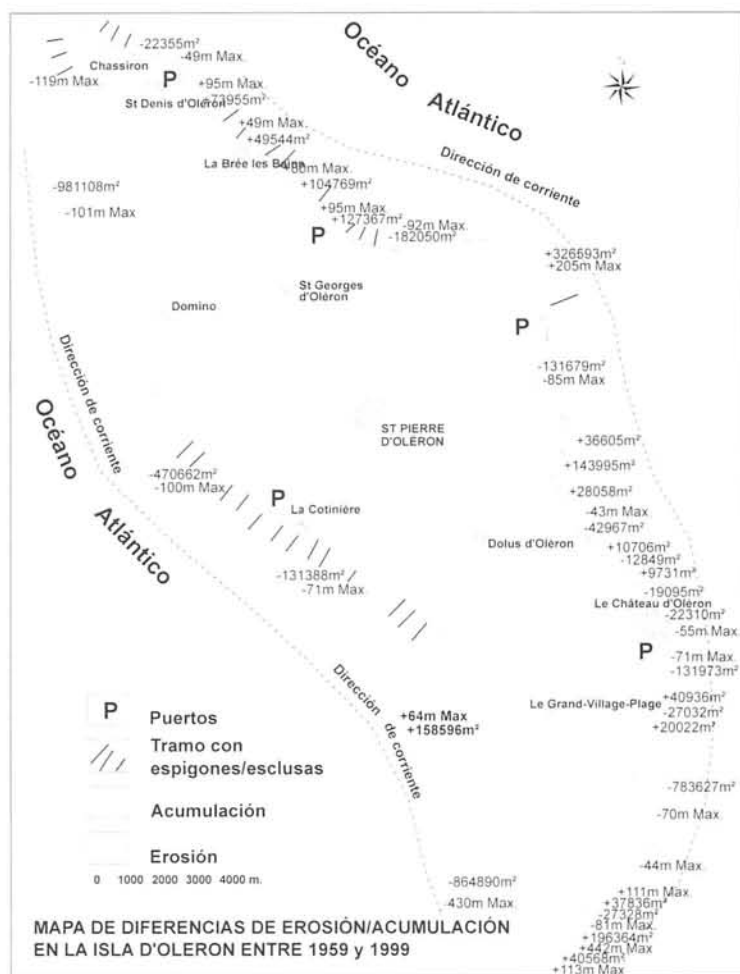 -22355m²
-49m Max.
Chassiron
-119m Max
P
+95m Max.
+73955m²
St Denis d'Oléron
+49m Max.
+49544m²
La Brée les Bains
+104769m²
+95m Max.
+127367m²
-92m Max.
-182050m²
P
Océano Atlántico
Dirección de corriente
-981108m²
-101m Max
+326593m²
+205m Max.
St Georges
d'Oléron
Domino
P
-131679m²
-85m Max
Dirección de corriente
Océano Atlántico
ST PIERRE
D'OLÉRON
+36605m²
+143995m²
+28058m²
-43m Max
-42967m²
-470662m²
-100m Max
P
La Cotinière
Dolus d'Oléron
+10706m²
-12849m²
+9731m²
-131388m²
-71m Max
-19095m²
Le Château d'Oléron
-22310m²
-55m Max.
P
-71m Max.
-131973m²
Dirección de corriente
+64m Max
+158596m²
Le Grand-Village-Plage
+40936m²
-27032m²
+20022m²
-783627m²
-70m Max.
-44m Max.
-864890m²
-430m Max.
+111m Max.
+37836m²
-27328m²
-81m Max.
+196364m²
+442m Max.
+40568m²
+113m Max.
P Puertos
Tramo con
espigones/esclusas
Acumulación
Erosión
0 1000 2000 3000 4000 m.
MAPA DE DIFERENCIAS DE EROSIÓN/ACUMULACIÓN
EN LA ISLA D'OLERON ENTRE 1959 y 1999